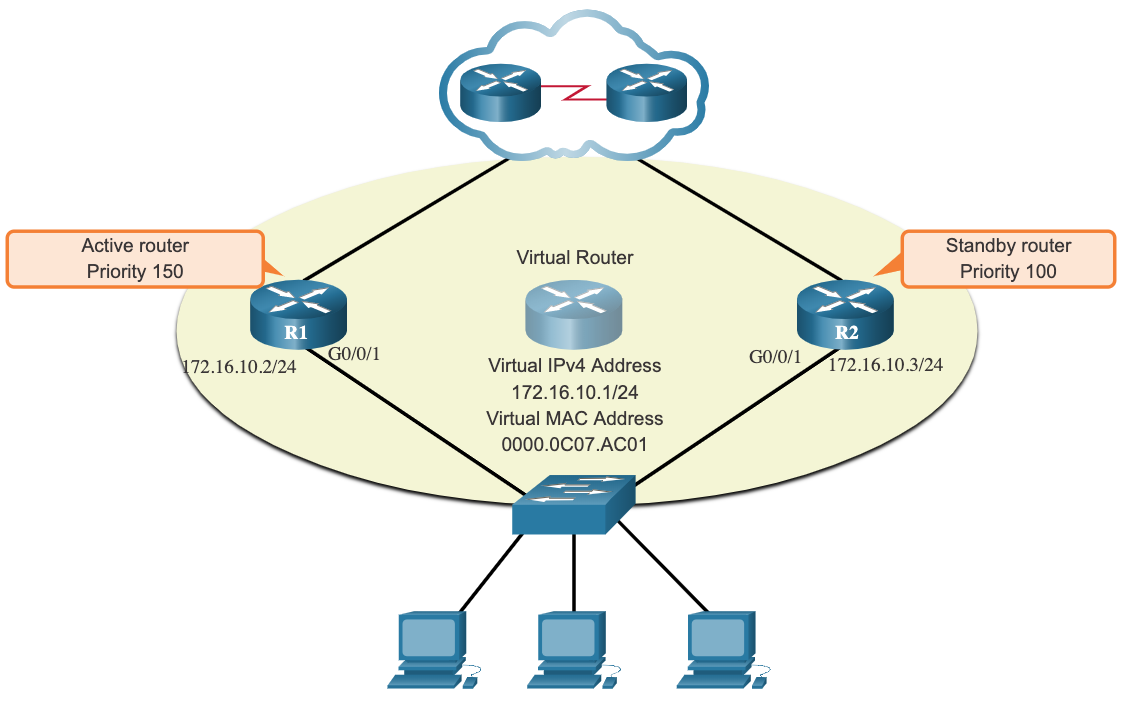 Active router
Priority 150
Standby router
Priority 100
Virtual Router
R1
R2
G0/0/1
172.16.10.2/24
G0/0/1
172.16.10.3/24
Virtual IPv4 Address
172.16.10.1/24
Virtual MAC Address
0000.0C07.AC01